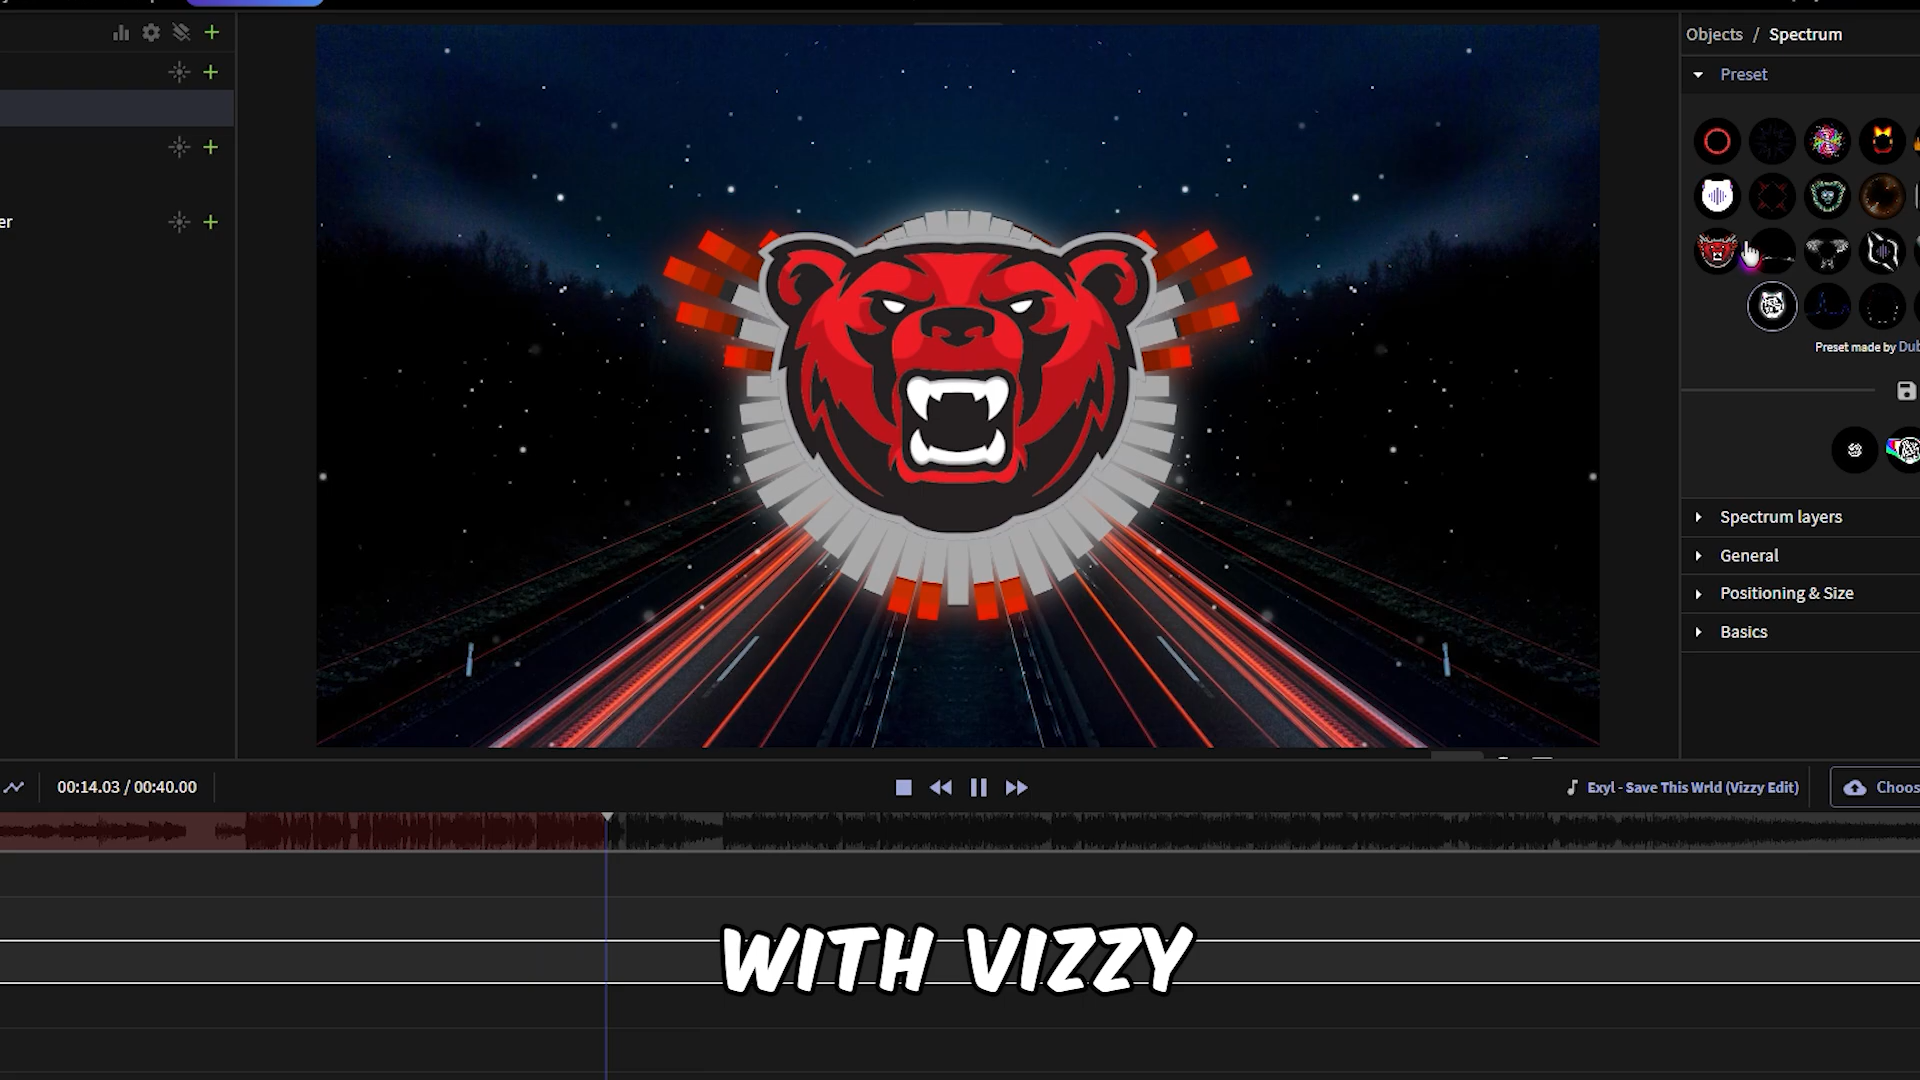 Objects / Spectrum
Preset
er
Preset made by Dub
Spectrum layers
General
Positioning & Size
Basics
00:14.03 / 00:40.00
Exyl - Save This Wrld (Vizzy Edit)
Choos
WITH VIZZY